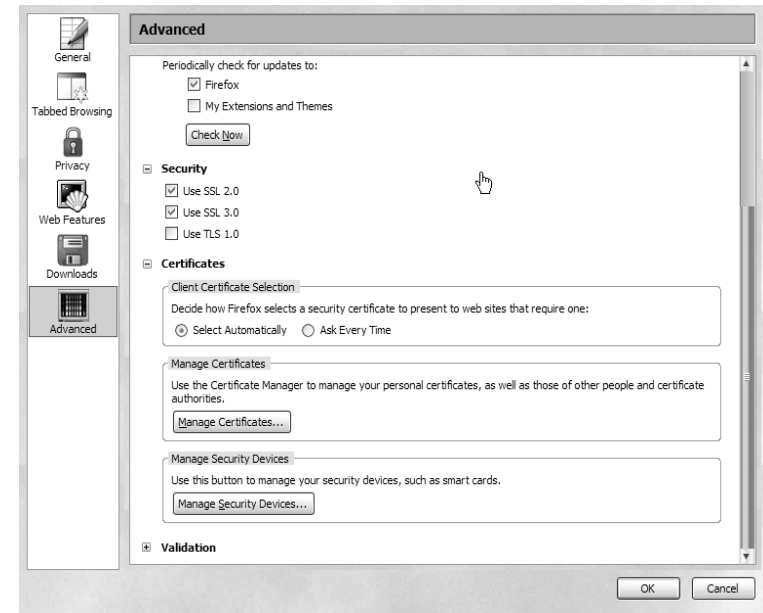 Advanced
General
Tabbed Browsing
Privacy
Web Features
Downloads
Advanced
Periodically check for updates to:
Firefox
My Extensions and Themes
Check Now
Security
Use SSL 2.0
Use SSL 3.0
Use TLS 1.0
Certificates
Client Certificate Selection
Decide how Firefox selects a security certificate to present to web sites that require one:
Select Automatically Ask Every Time
Manage Certificates
Use the Certificate Manager to manage your personal certificates, as well as those of other people and certificate
authorities.
Manage Certificates...
Manage Security Devices
Use this button to manage your security devices, such as smart cards.
Manage Security Devices...
Validation
OK Cancel